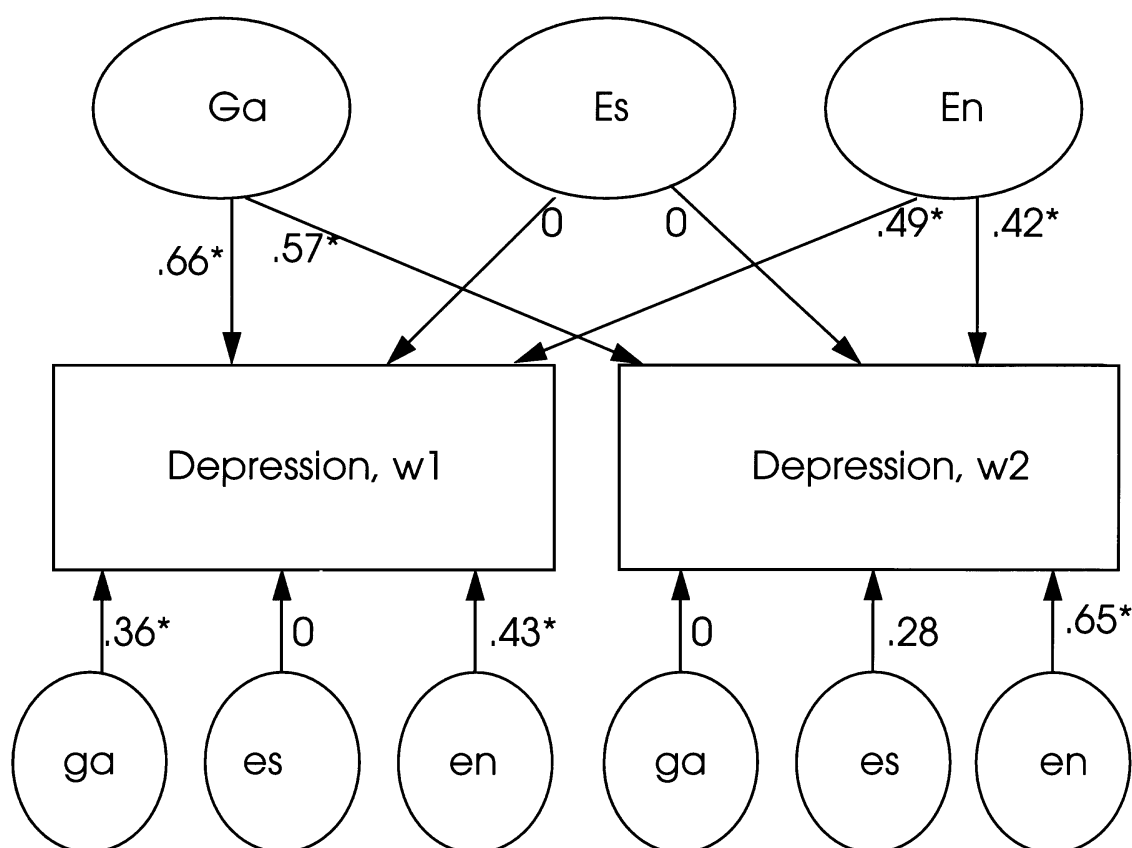 Ga Es En
.66* .57* 0 0 .49* .42*
Depression, w1 Depression, w2
.36* 0 .43* 0 .28 .65*
ga es en ga es en